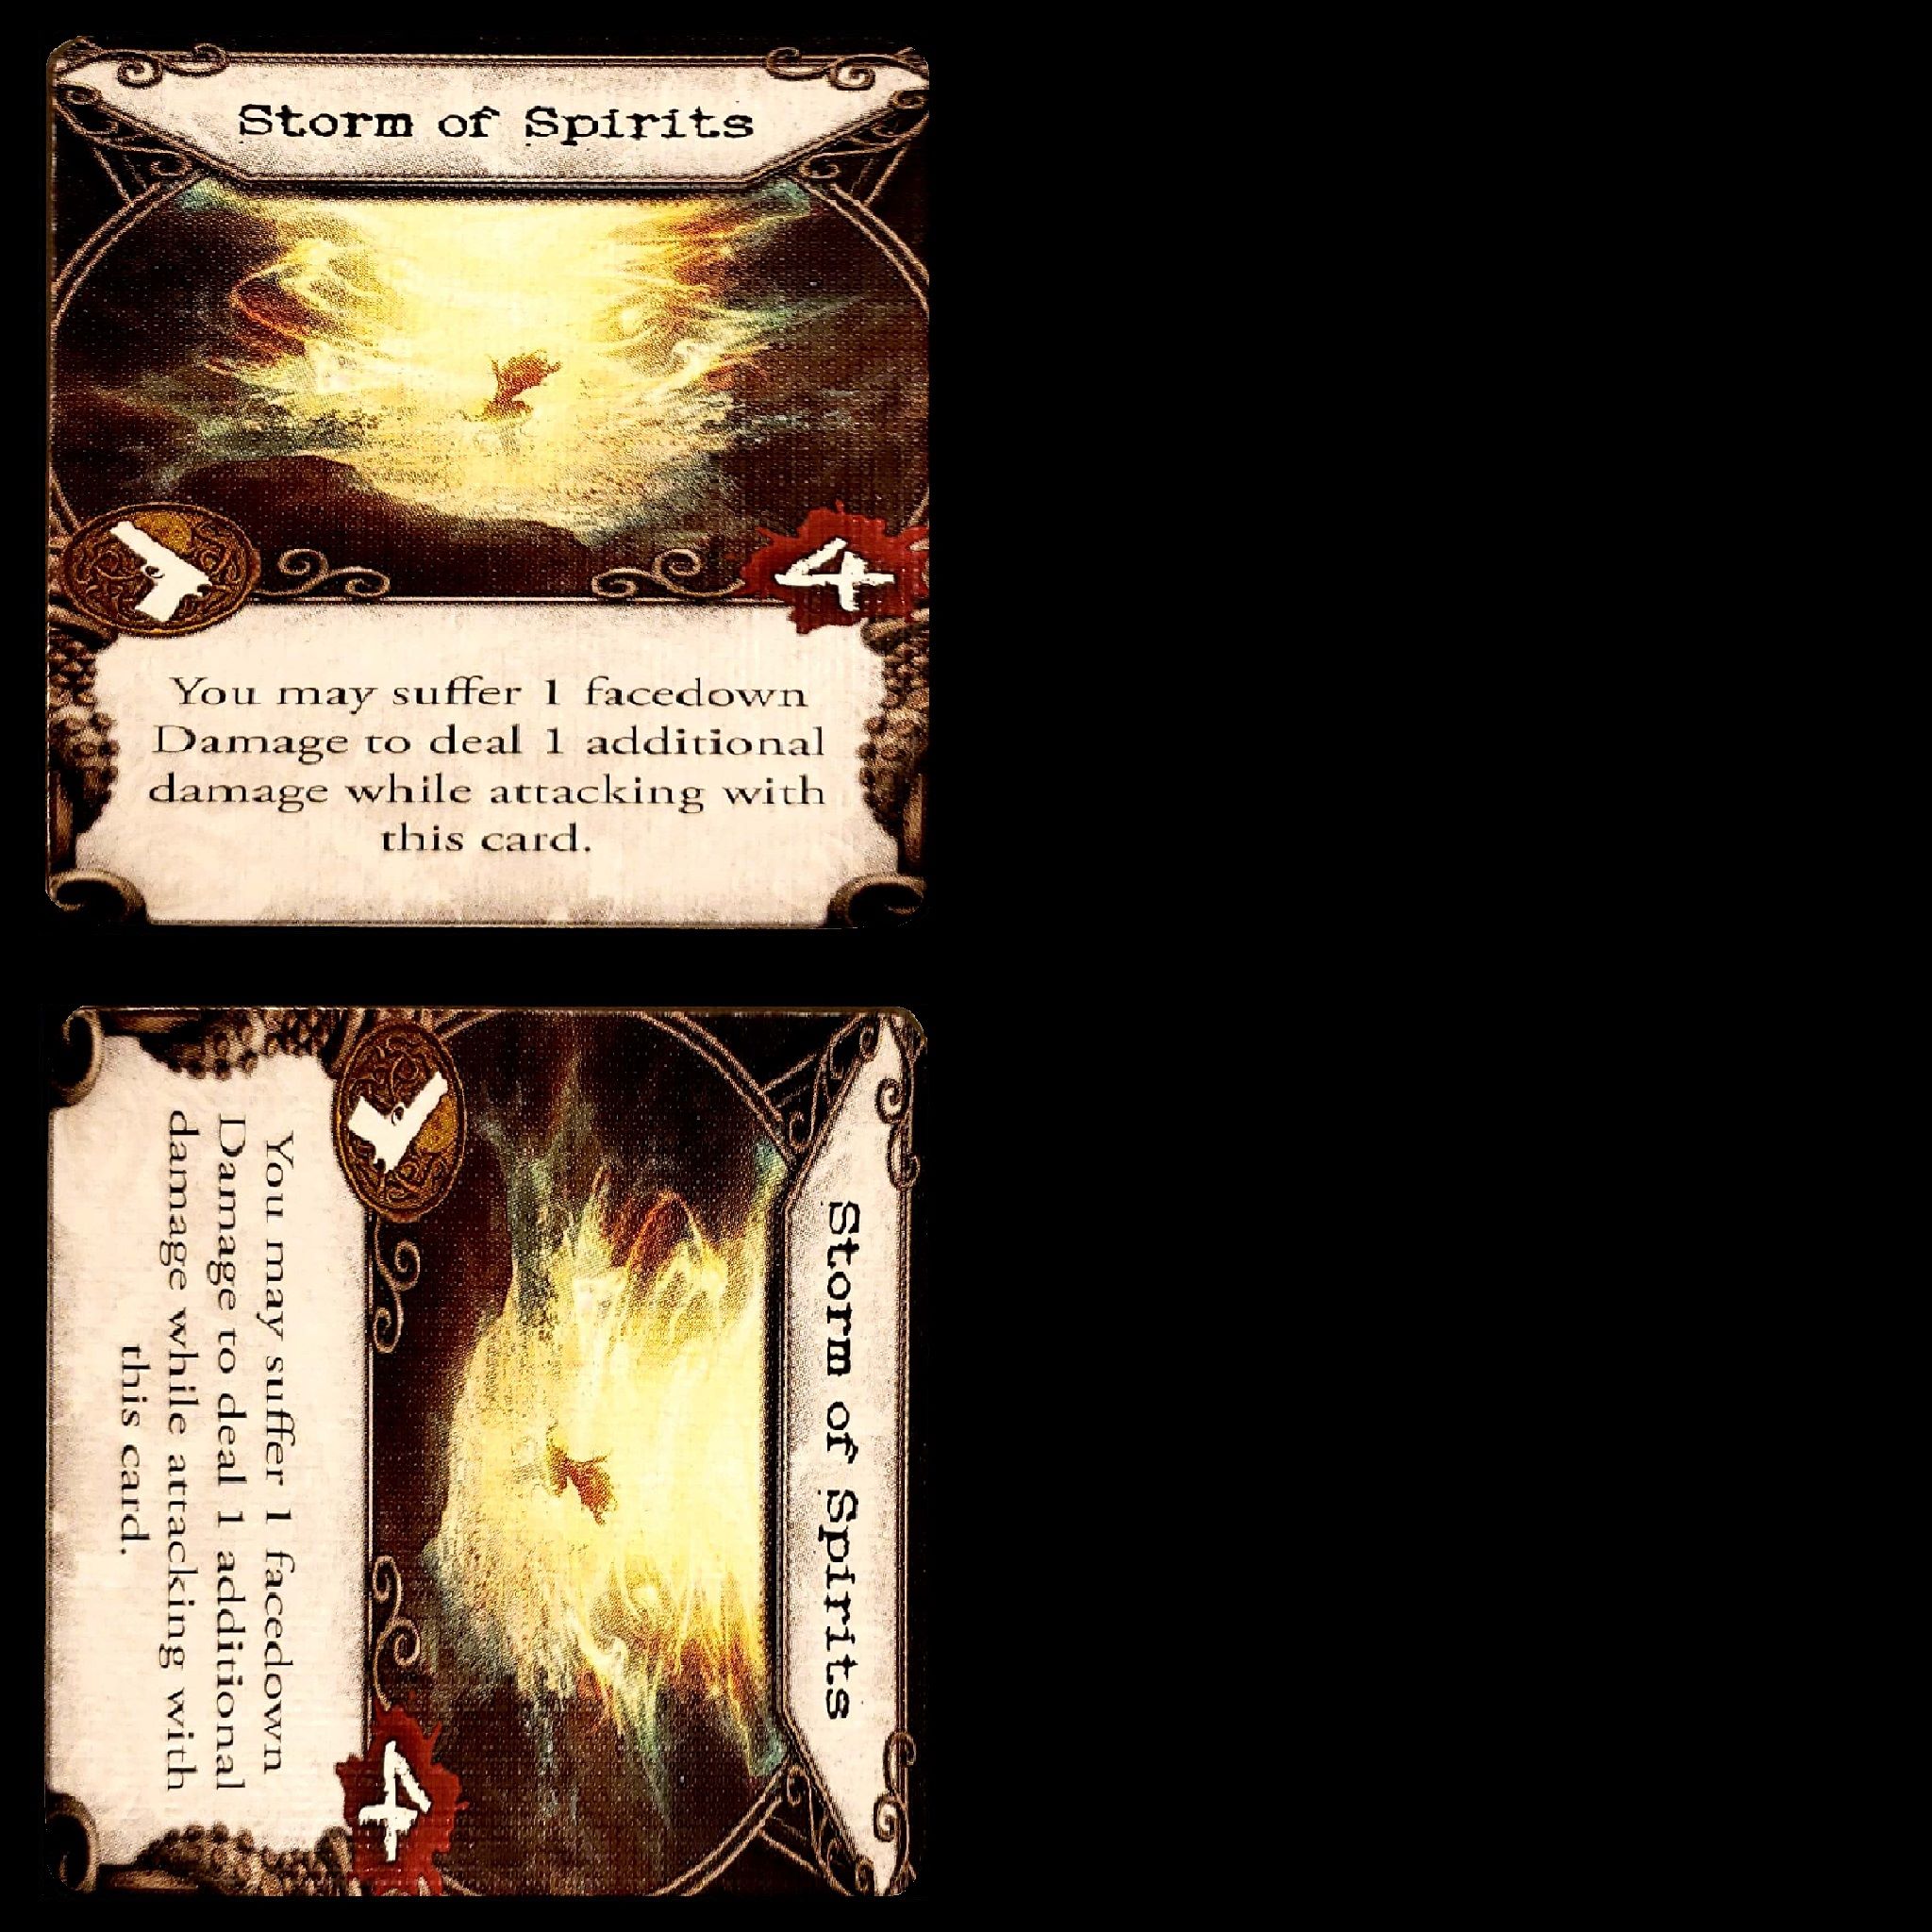 Storm of Spirits
4
You may suffer 1 facedown
Damage to deal 1 additional
damage while attacking with
this card.
Storm of Spirits
4
You may suffer 1 facedown
Damage to deal 1 additional
damage while attacking with
this card.